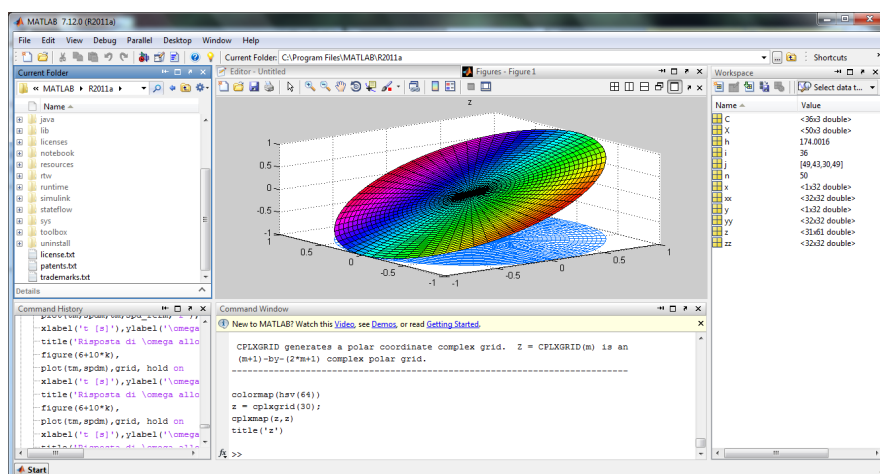 MATLAB 7.12.0 (R2011a)
File Edit View Debug Parallel Desktop Window Help
Current Folder: C:\Program Files\MATLAB\R2011a
Shortcuts
Current Folder
« MATLAB ▸ R2011a ▸
Name
java
lib
licenses
notebook
resources
rtw
runtime
simulink
stateflow
sys
toolbox
uninstall
license.txt
patents.txt
trademarks.txt
Details
Editor - Untitled
Figures - Figure 1
z
1
0.5
0
-0.5
-1
1
0.5
0
-0.5
-1
-1
-0.5
0
0.5
1
Workspace
Select data t...
Name Value
C <36x3 double>
X <50x3 double>
h 174.0016
i 36
j [49,43,30,49]
n 50
x <1x32 double>
xx <32x32 double>
y <1x32 double>
yy <32x32 double>
z <31x61 double>
zz <32x32 double>
Command History
xlabel('t [s]'),ylabel('\omega
title('Risposta di \omega allo
figure(6+10*k),
plot(tm,spdm),grid, hold on
xlabel('t [s]'),ylabel('\omega
title('Risposta di \omega allo
figure(6+10*k),
plot(tm,spdm),grid, hold on
xlabel('t [s]'),ylabel('\omega
Command Window
New to MATLAB? Watch this Video, see Demos, or read Getting Started.
CPLXGRID generates a polar coordinate complex grid. Z = CPLXGRID(m) is an
(m+1)-by-(2*m+1) complex polar grid.
colormap(hsv(64))
z = cplxgrid(30);
cplxmap(z,z)
title('z')
fx >>
Start